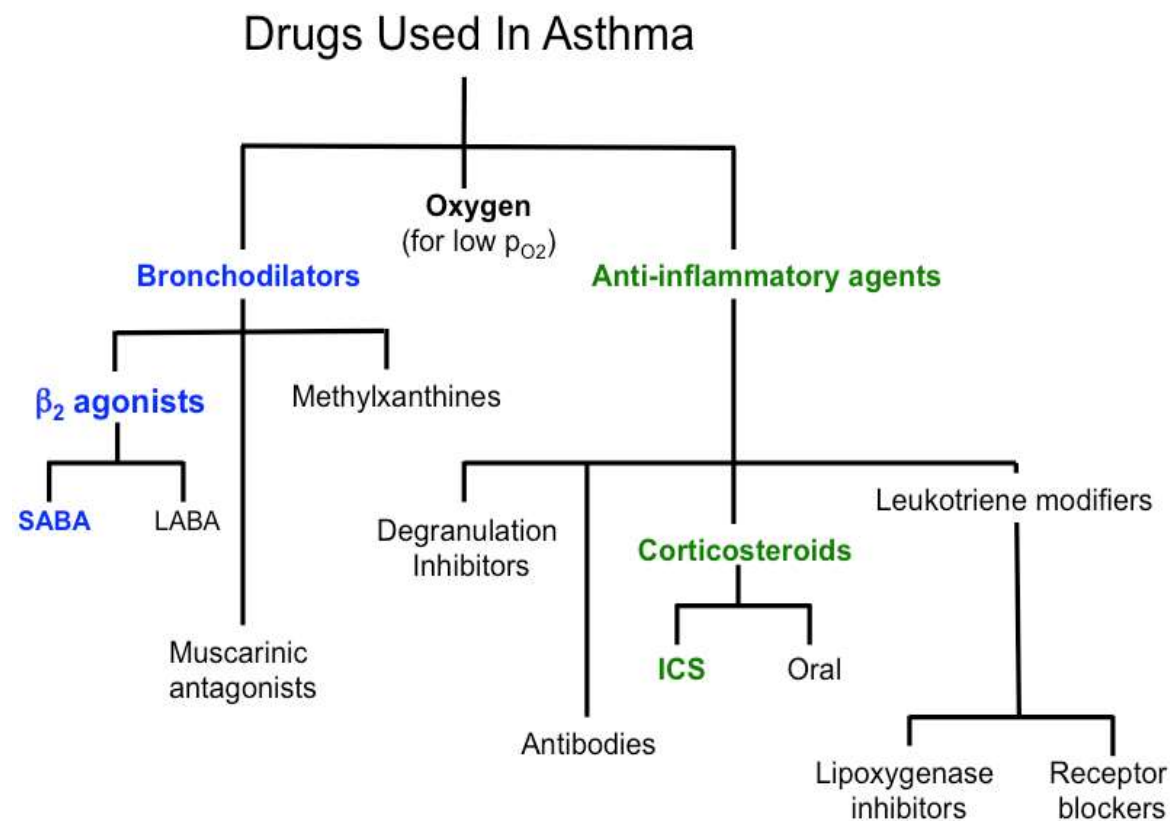 Drugs Used In Asthma
Oxygen
(for low pO2)
Bronchodilators
Anti-inflammatory agents
β2 agonists
Methylxanthines
SABA
LABA
Muscarinic
antagonists
Degranulation
Inhibitors
Antibodies
Corticosteroids
ICS
Oral
Leukotriene modifiers
Lipoxygenase
inhibitors
Receptor
blockers